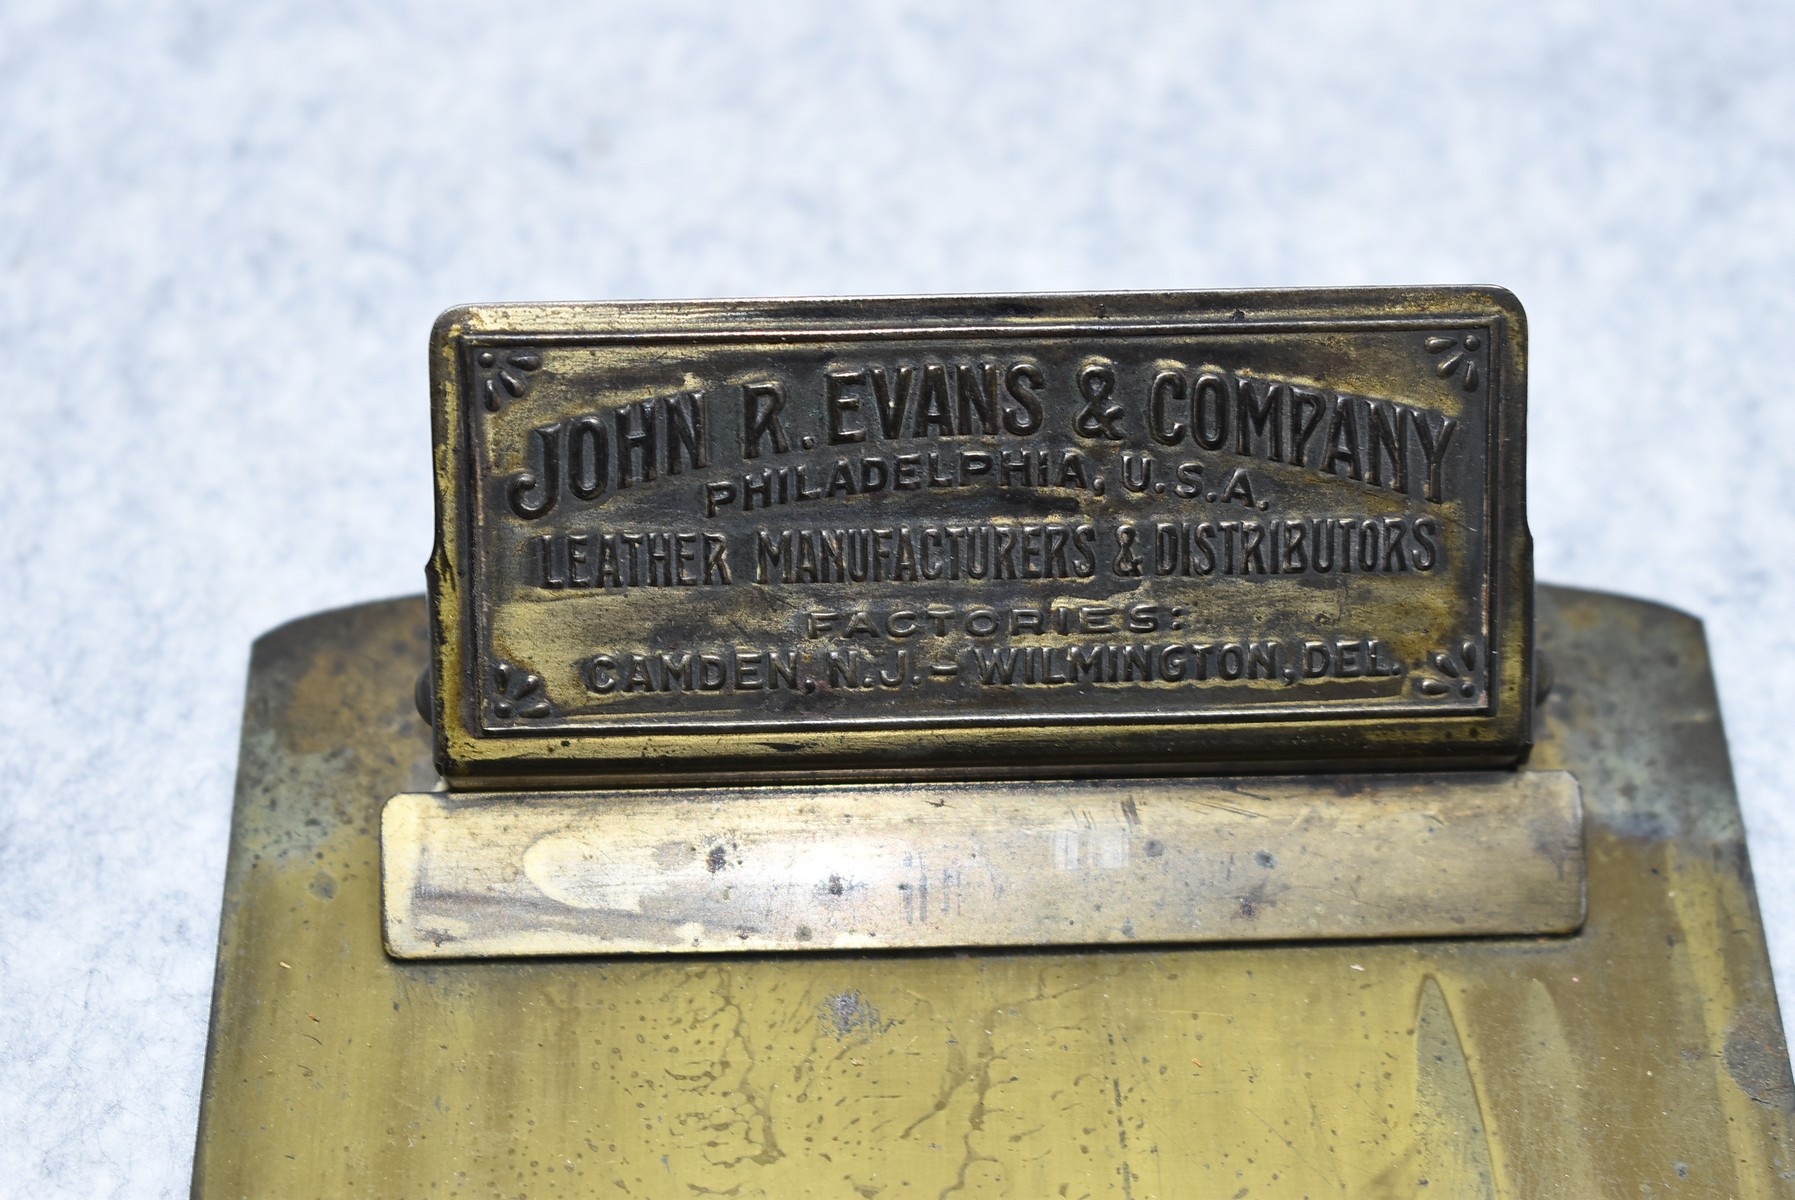 JOHN R. EVANS & COMPANY
PHILADELPHIA, U.S.A.
LEATHER MANUFACTURERS & DISTRIBUTORS
FACTORIES:
CAMDEN, N.J. - WILMINGTON, DEL.